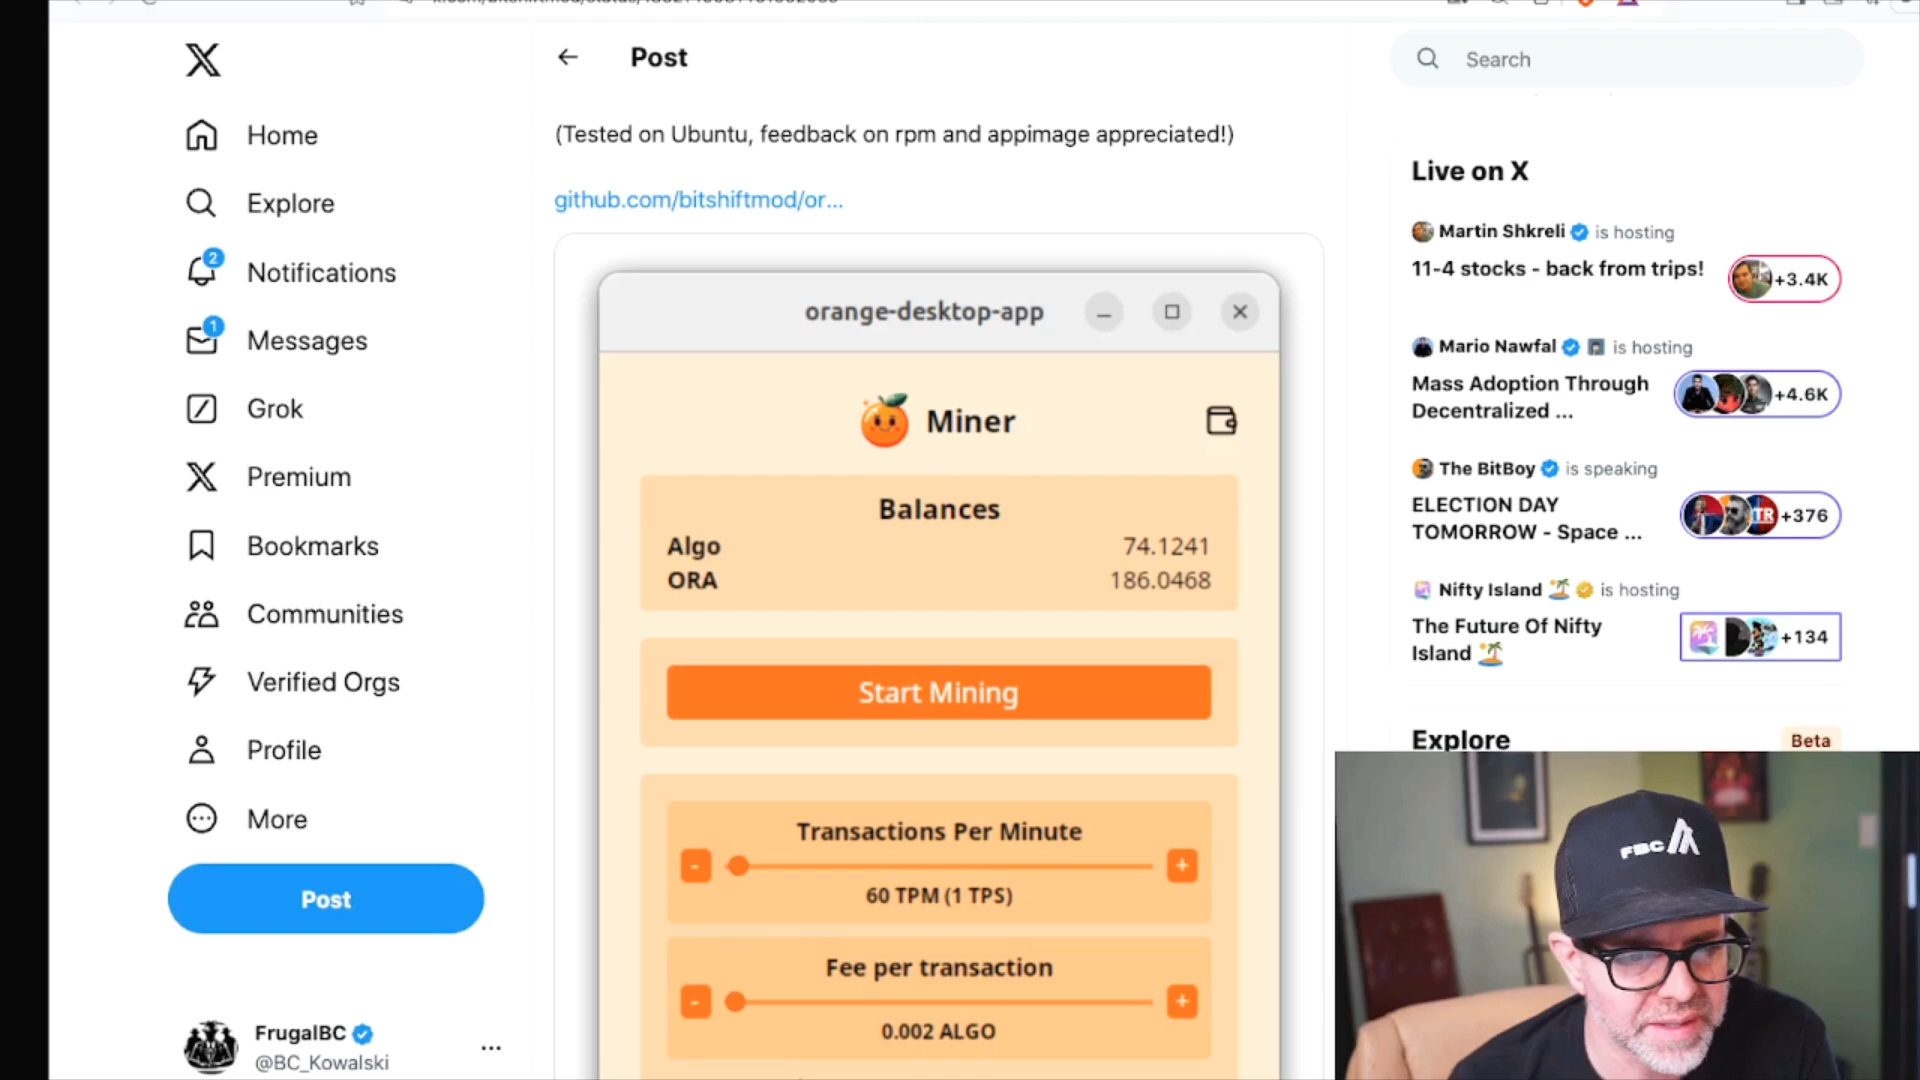 Post
Search
Home
Explore
2
Notifications
1
Messages
Grok
Premium
Bookmarks
Communities
Verified Orgs
Profile
More
Post
FrugalBC
@BC_Kowalski
(Tested on Ubuntu, feedback on rpm and appimage appreciated!)
github.com/bitshiftmod/or...
orange-desktop-app
Miner
Balances
Algo 74.1241
ORA 186.0468
Start Mining
Transactions Per Minute
- +
60 TPM (1 TPS)
Fee per transaction
- +
0.002 ALGO
Live on X
Martin Shkreli is hosting
11-4 stocks - back from trips!
+3.4K
Mario Nawfal is hosting
Mass Adoption Through
Decentralized ...
+4.6K
The BitBoy is speaking
ELECTION DAY
TOMORROW - Space ...
+376
Nifty Island is hosting
The Future Of Nifty
Island
+134
Explore
Beta
FBC